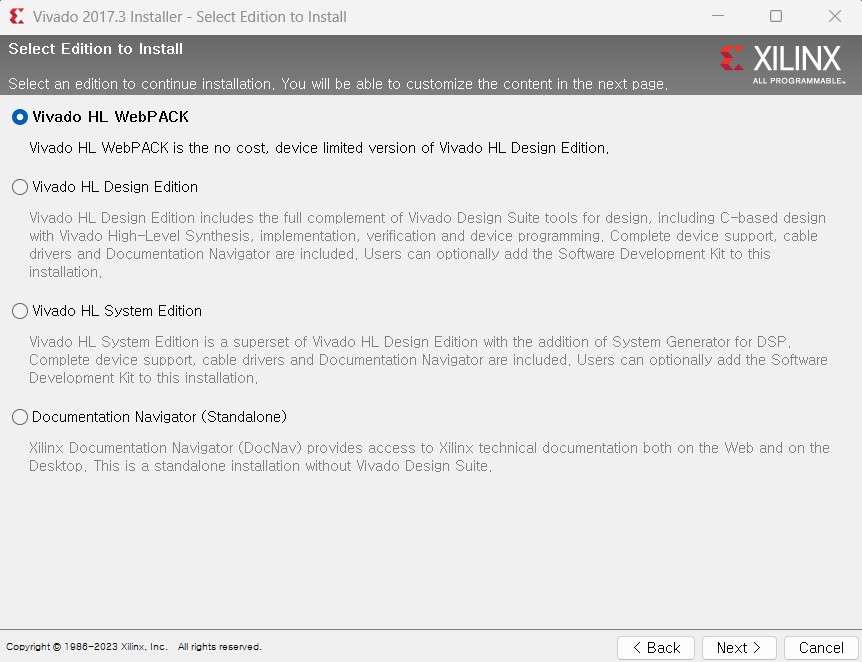 Vivado 2017.3 Installer - Select Edition to Install
Select Edition to Install
XILINX
ALL PROGRAMMABLE™
Select an edition to continue installation. You will be able to customize the content in the next page.
Vivado HL WebPACK
Vivado HL WebPACK is the no cost, device limited version of Vivado HL Design Edition.
Vivado HL Design Edition
Vivado HL Design Edition includes the full complement of Vivado Design Suite tools for design, including C-based design
with Vivado High-Level Synthesis, implementation, verification and device programming. Complete device support, cable
drivers and Documentation Navigator are included. Users can optionally add the Software Development Kit to this
installation.
Vivado HL System Edition
Vivado HL System Edition is a superset of Vivado HL Design Edition with the addition of System Generator for DSP.
Complete device support, cable drivers and Documentation Navigator are included. Users can optionally add the Software
Development Kit to this installation.
Documentation Navigator (Standalone)
Xilinx Documentation Navigator (DocNav) provides access to Xilinx technical documentation both on the Web and on the
Desktop. This is a standalone installation without Vivado Design Suite.
Copyright © 1986-2023 Xilinx, Inc. All rights reserved.
< Back
Next >
Cancel